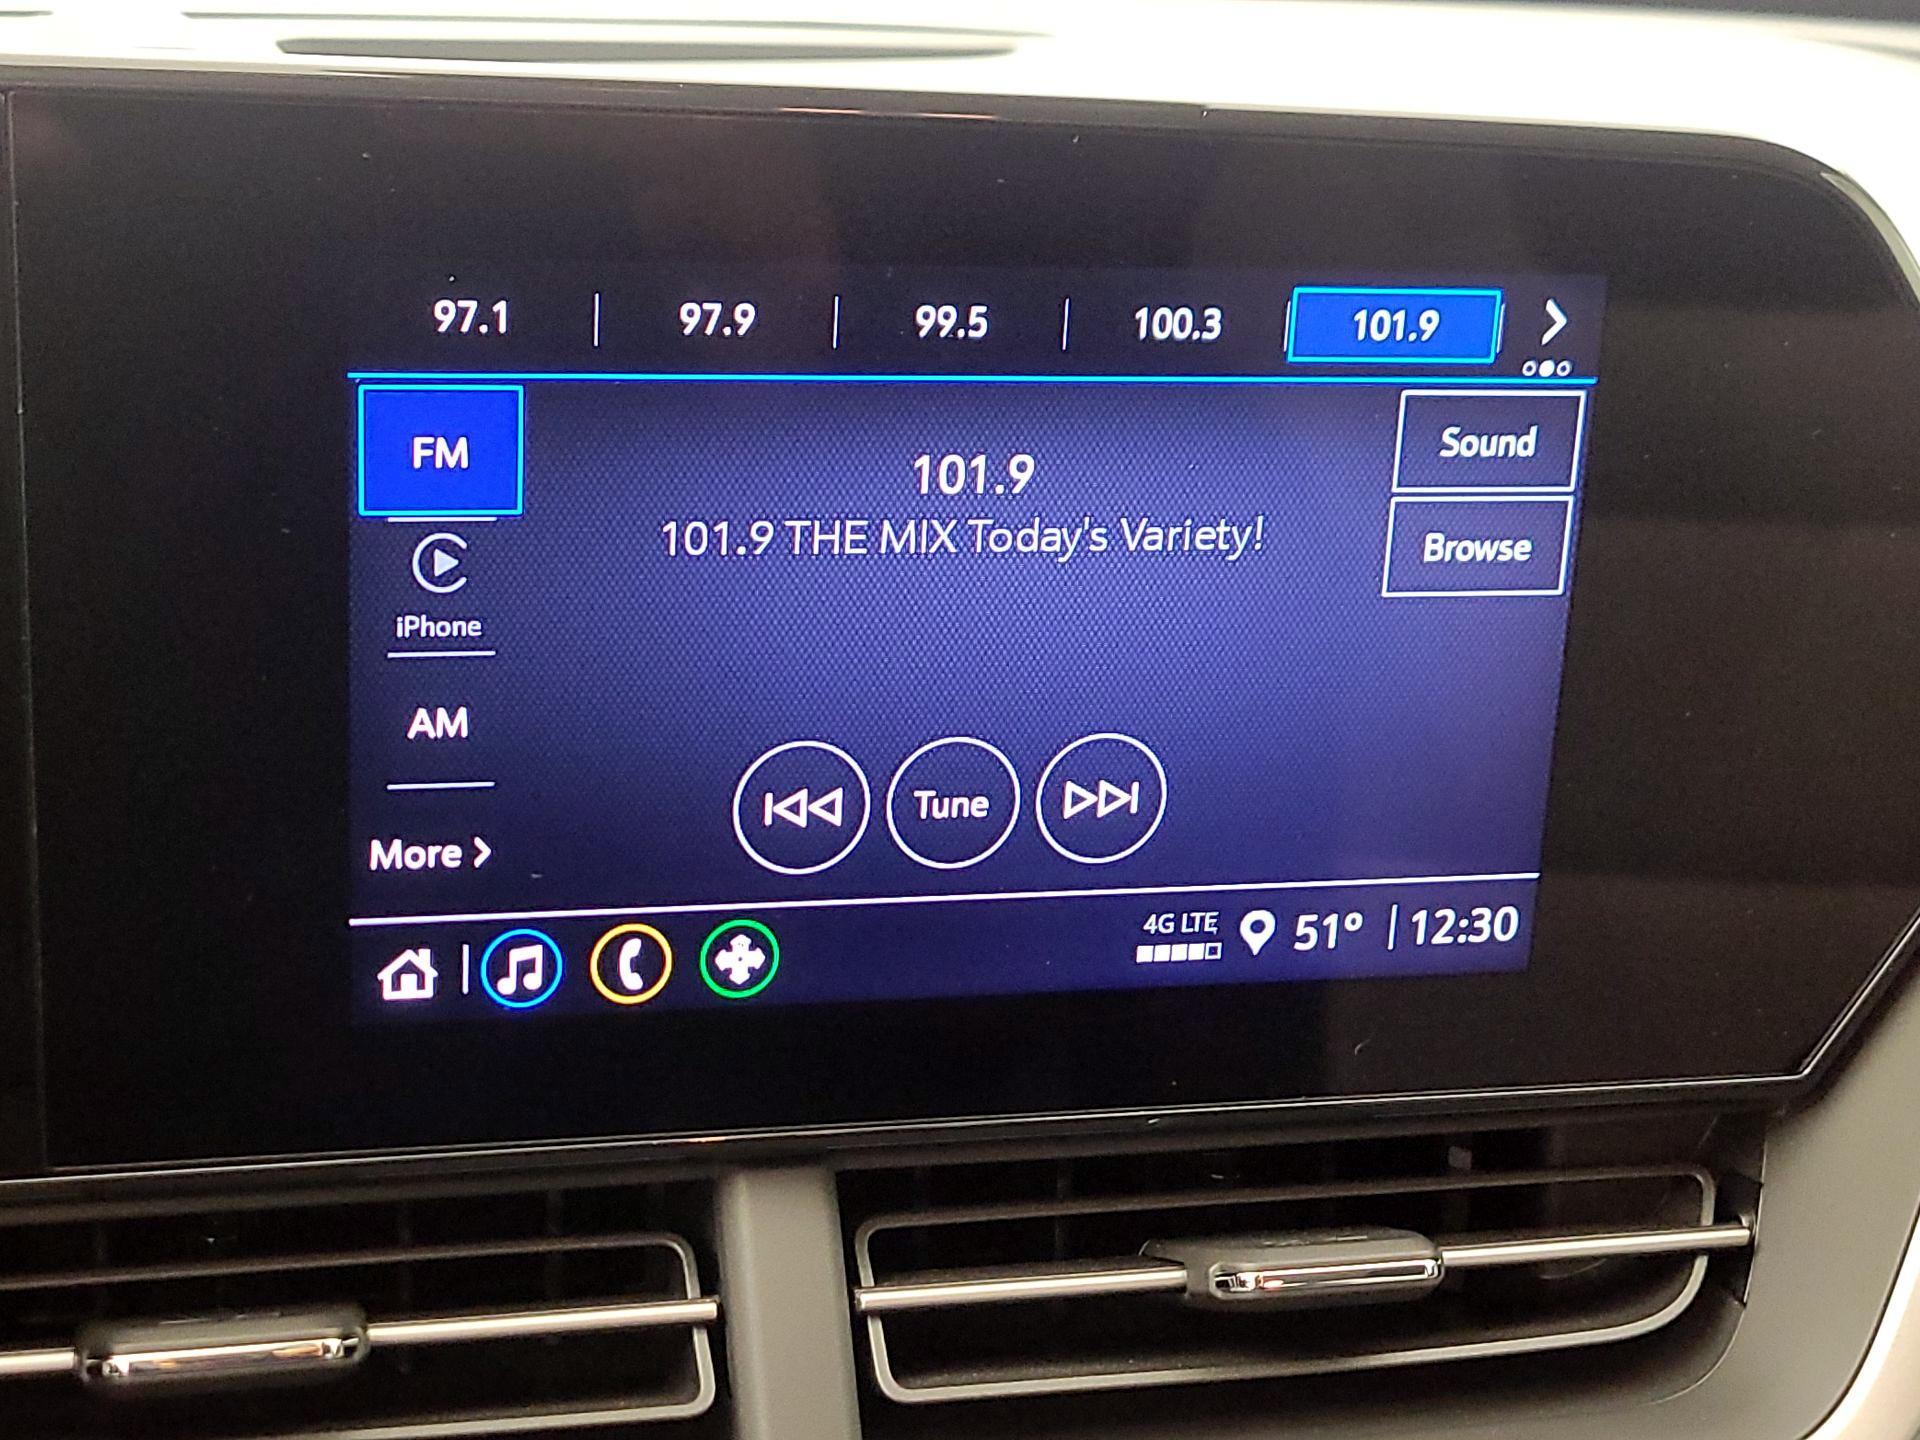 97.1 | 97.9 | 99.5 | 100.3 | 101.9
FM
101.9
101.9 THE MIX Today's Variety!
Sound
Browse
iPhone
AM
More >
Tune
4G LTE 51° | 12:30